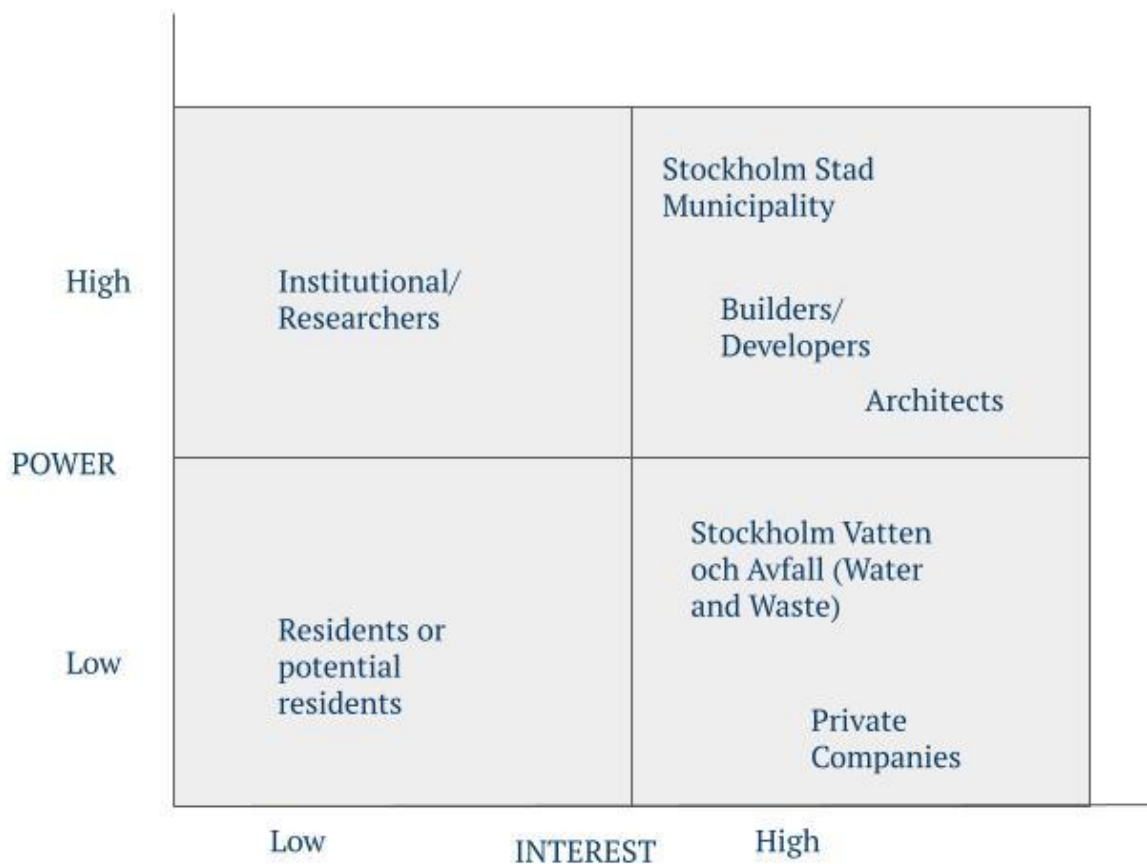 Stockholm Stad
Municipality
High
Institutional/
Researchers
Builders/
Developers
Architects
POWER
Stockholm Vatten
och Avfall (Water
and Waste)
Low
Residents or
potential
residents
Private
Companies
Low
INTEREST
High